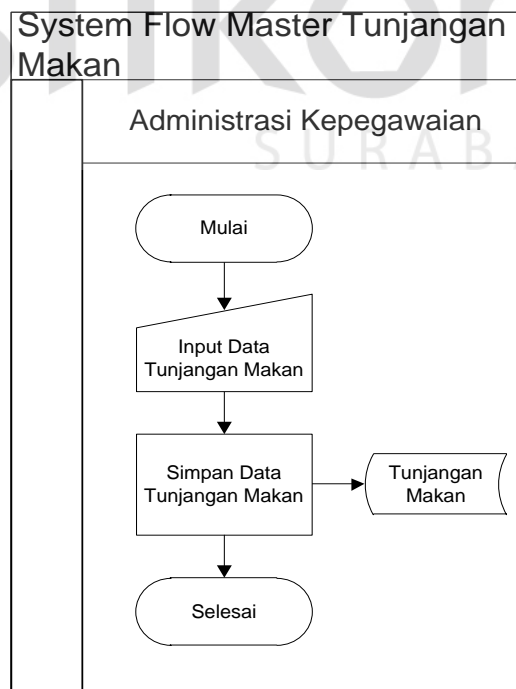 System Flow Master Tunjangan
Makan
Administrasi Kepegawaian
Mulai
Input Data
Tunjangan Makan
Simpan Data
Tunjangan Makan
Tunjangan
Makan
Selesai